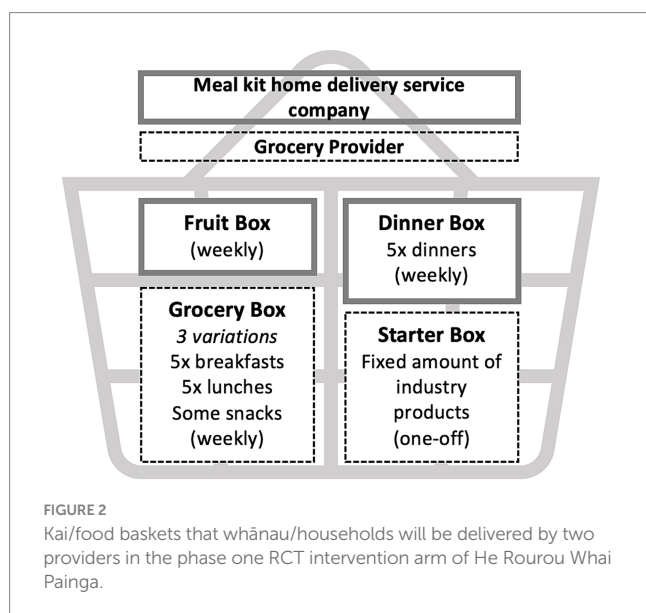 Meal kit home delivery service
company
Grocery Provider
Fruit Box
(weekly)
Dinner Box
5x dinners
(weekly)
Grocery Box
3 variations
5x breakfasts
5x lunches
Some snacks
(weekly)
Starter Box
Fixed amount of
industry
products
(one-off)
FIGURE 2
Kai/food baskets that whānau/households will be delivered by two
providers in the phase one RCT intervention arm of He Rourou Whai
Painga.